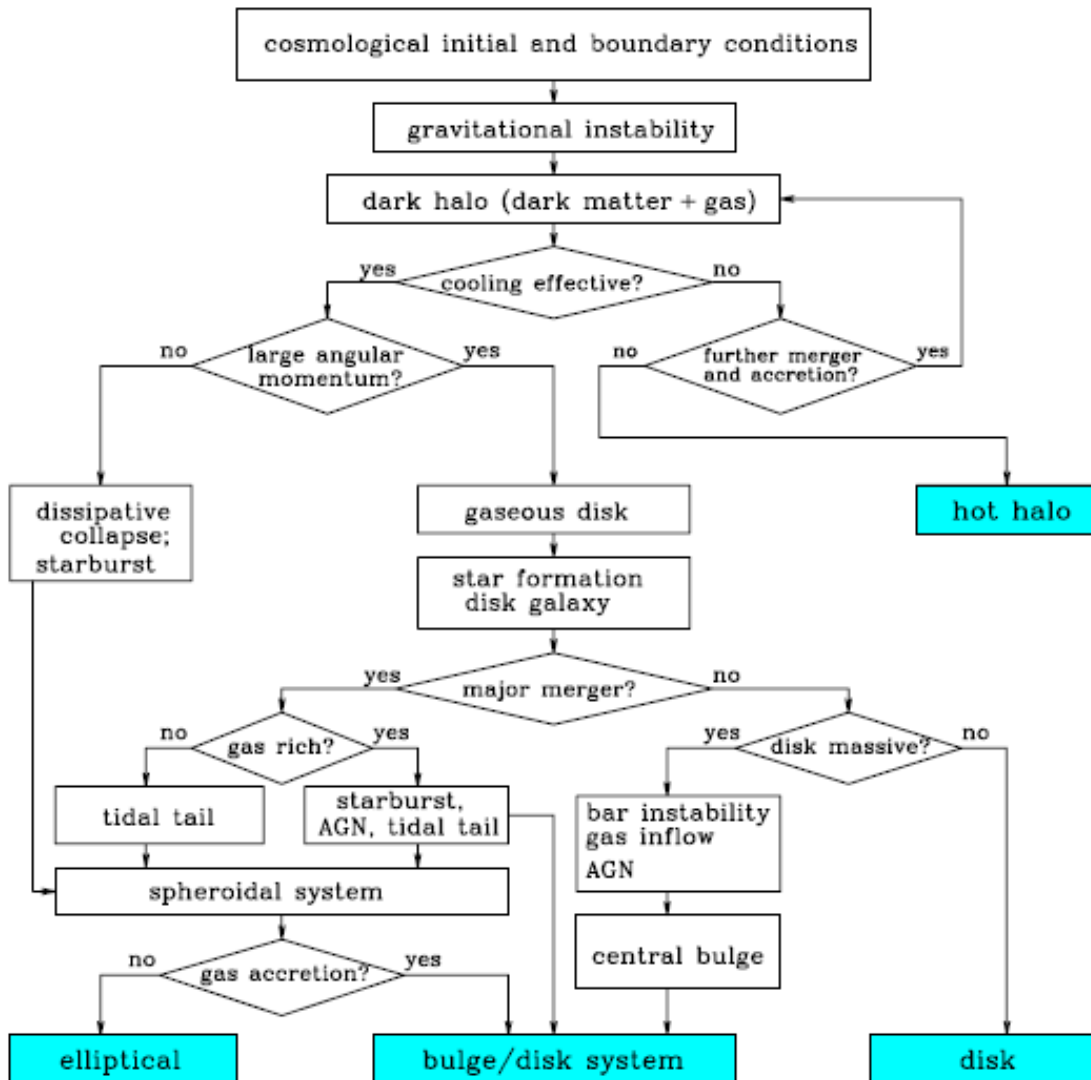 cosmological initial and boundary conditions
gravitational instability
dark halo (dark matter + gas)
yes
no
cooling effective?
no
large angular
momentum?
yes
no
further merger
and accretion?
yes
dissipative
collapse;
starburst
gaseous disk
hot halo
star formation
disk galaxy
yes
major merger?
no
no
gas rich?
yes
yes
disk massive?
no
tidal tail
starburst,
AGN, tidal tail
bar instability
gas inflow
AGN
spheroidal system
central bulge
no
gas accretion?
yes
elliptical
bulge/disk system
disk